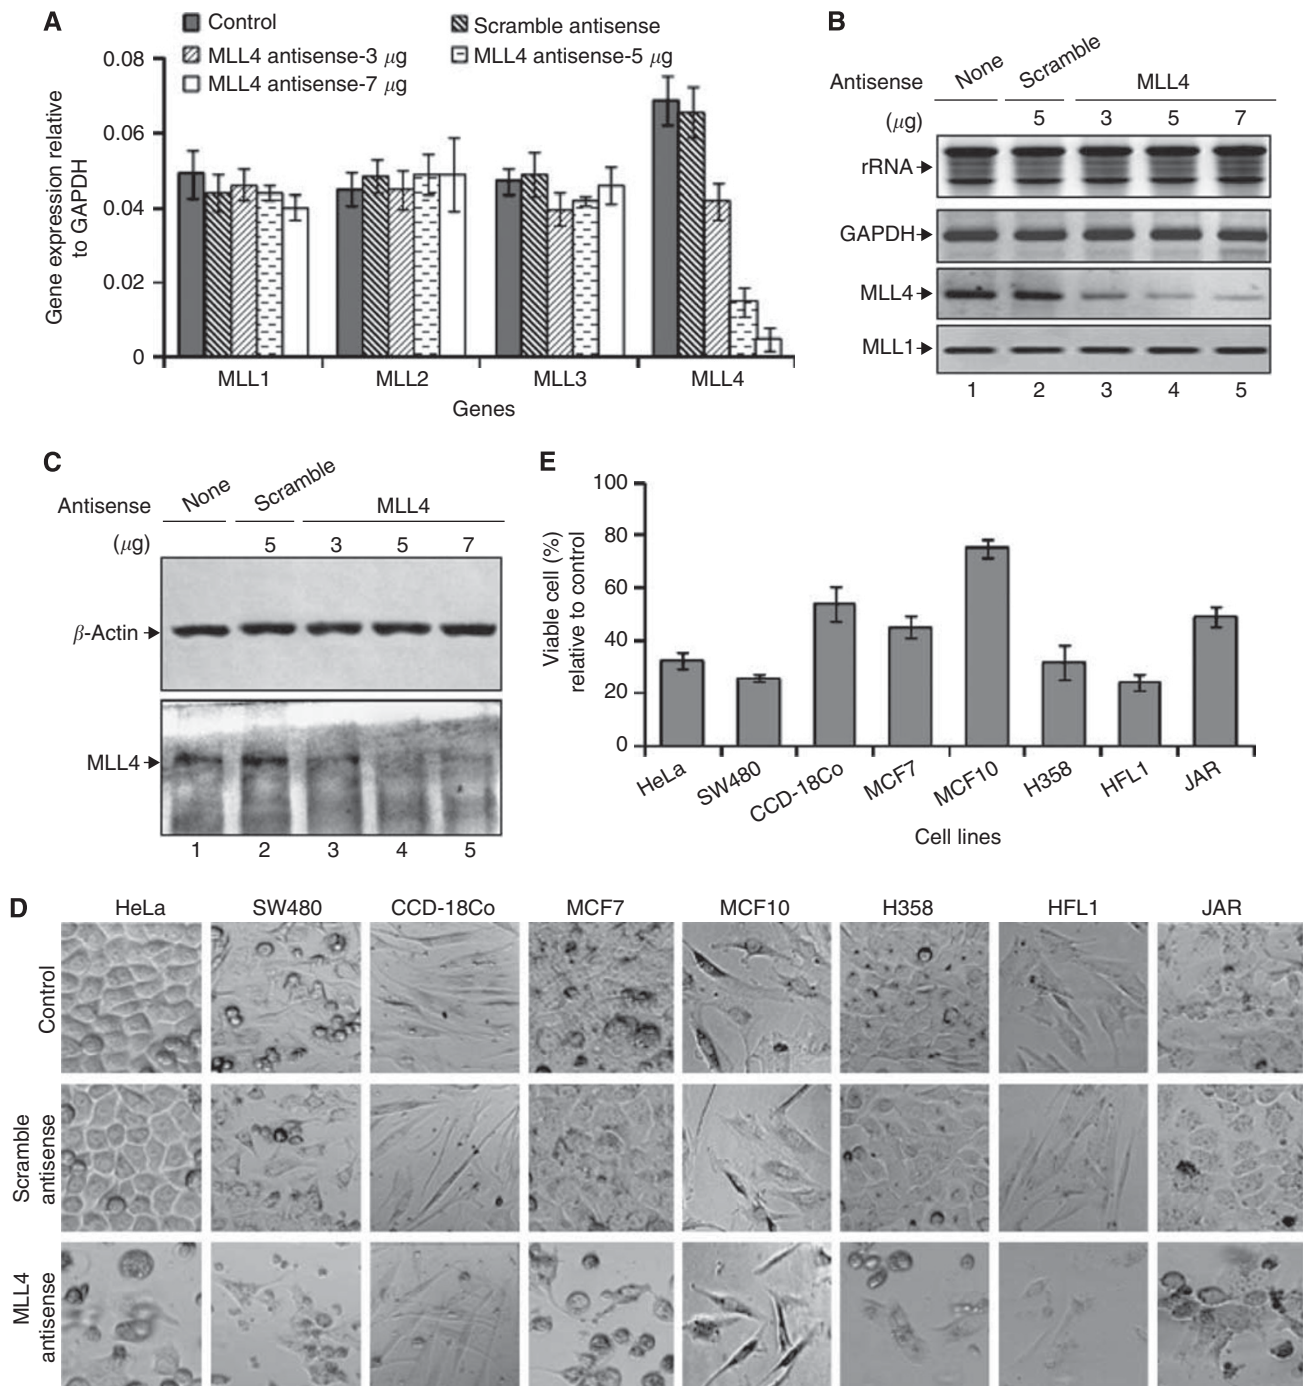 A
Control
Scramble antisense
MLL4 antisense-3 μg
MLL4 antisense-5 μg
MLL4 antisense-7 μg
Gene expression relative
to GAPDH
0.08
0.06
0.04
0.02
0
MLL1 MLL2 MLL3 MLL4
Genes
B
Antisense None Scramble MLL4
(μg) 5 3 5 7
rRNA
GAPDH
MLL4
MLL1
1 2 3 4 5
C
Antisense None Scramble MLL4
(μg) 5 3 5 7
β-Actin
MLL4
1 2 3 4 5
E
Viable cell (%)
relative to control
100
80
60
40
20
0
HeLa SW480 CCD-18Co MCF7 MCF10 H358 HFL1 JAR
Cell lines
D
HeLa SW480 CCD-18Co MCF7 MCF10 H358 HFL1 JAR
Control
Scramble
antisense
MLL4
antisense